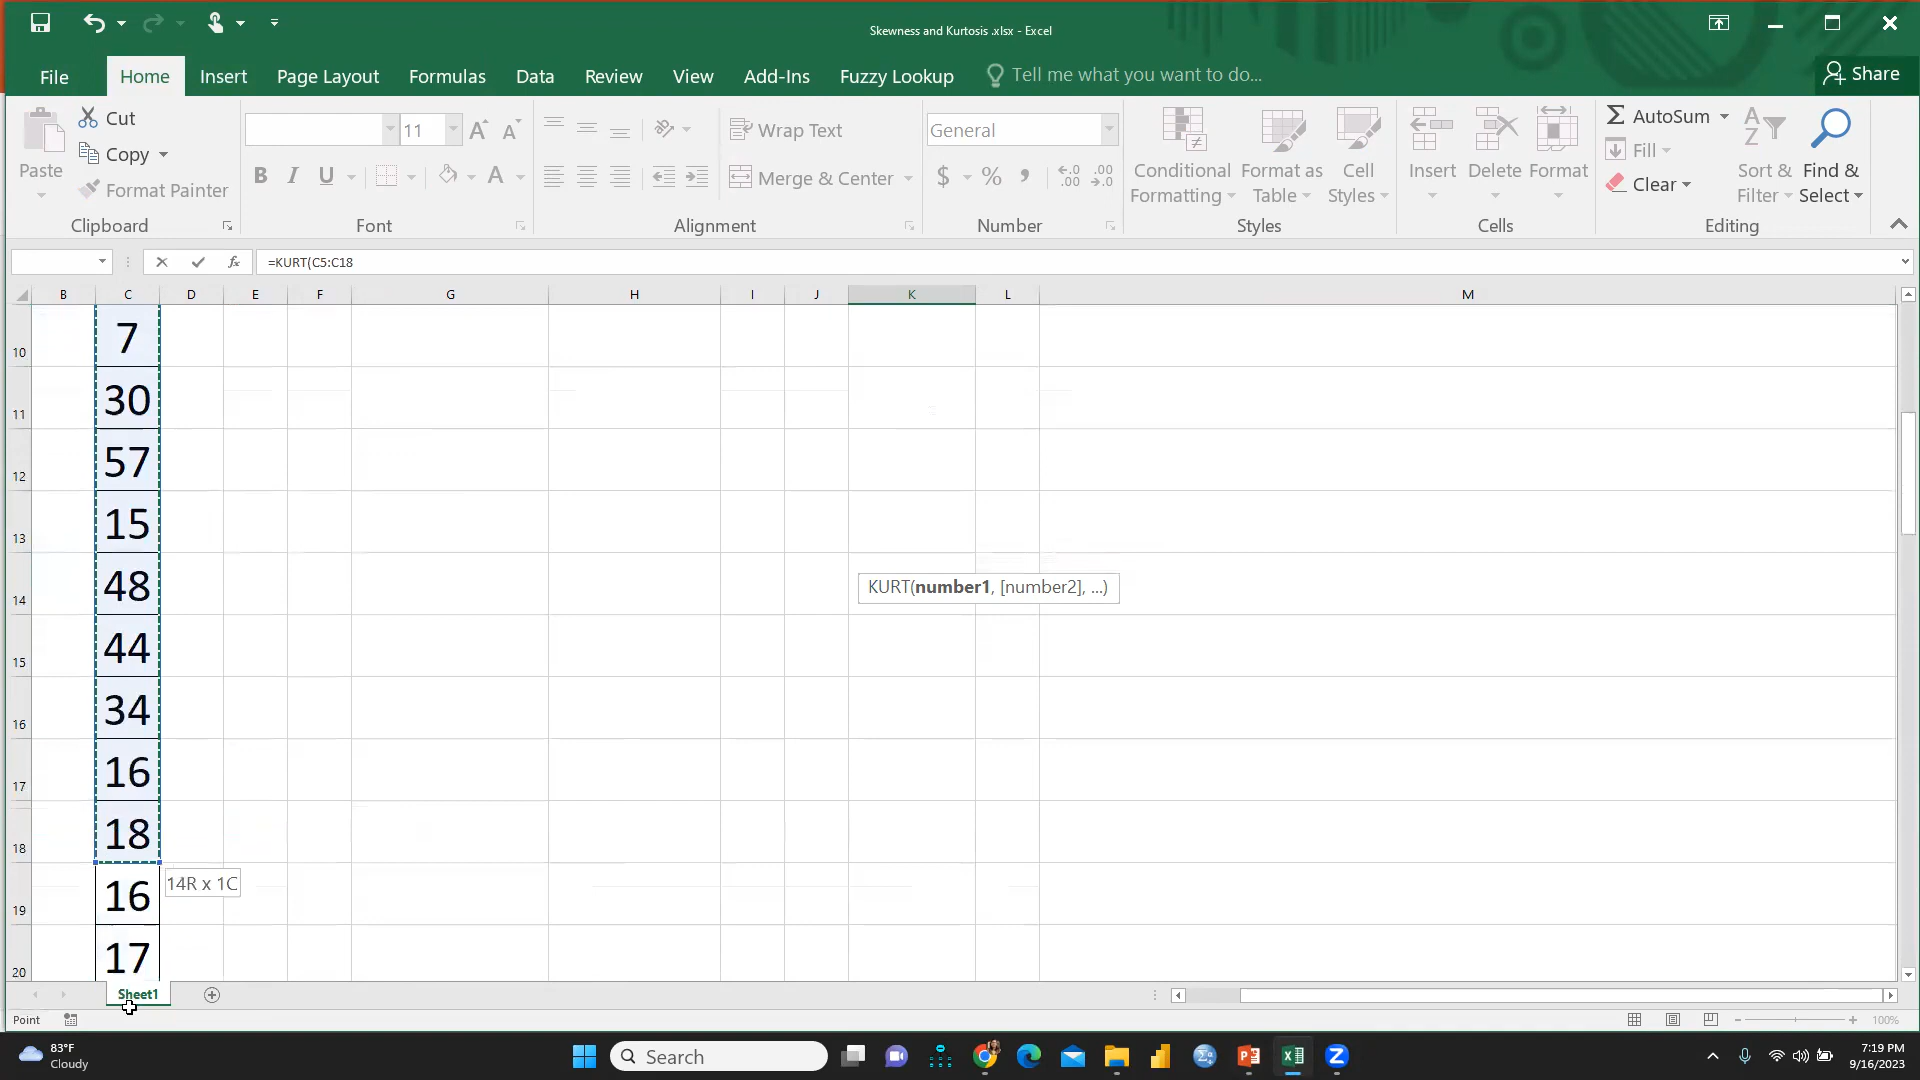 Skewness and Kurtosis .xlsx - Excel
File Home Insert Page Layout Formulas Data Review View Add-Ins Fuzzy Lookup Tell me what you want to do... Share
Paste
Cut
Copy
Format Painter
Clipboard
11
B I U
Font
Wrap Text
Merge & Center
Alignment
General
$ % ,
Number
Conditional Formatting
Format as Table
Cell Styles
Styles
Insert Delete Format
Cells
AutoSum
Fill
Clear
Sort & Filter
Find & Select
Editing
fx =KURT(C5:C18
B C D E F G H I J K L M
10 7
11 30
12 57
13 15
14 48
KURT(number1, [number2], ...)
15 44
16 34
17 16
18 18
14R x 1C
19 16
20 17
Sheet1
Point
100%
83°F
Cloudy
Search
7:19 PM
9/16/2023